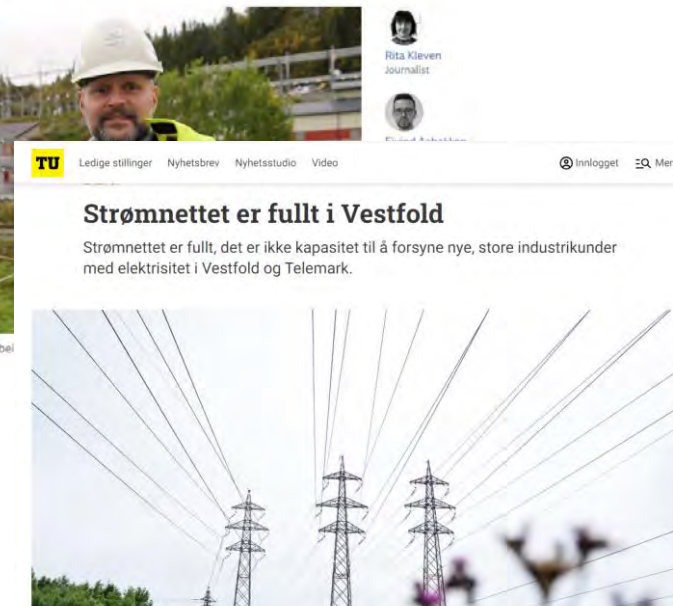 Rita Kleven
Journalist
TU
Ledige stillinger Nyhetsbrev Nyhetsstudio Video
Innlogget
Strømnettet er fullt i Vestfold
Strømnettet er fullt, det er ikke kapasitet til å forsyne nye, store industrikunder
med elektrisitet i Vestfold og Telemark.